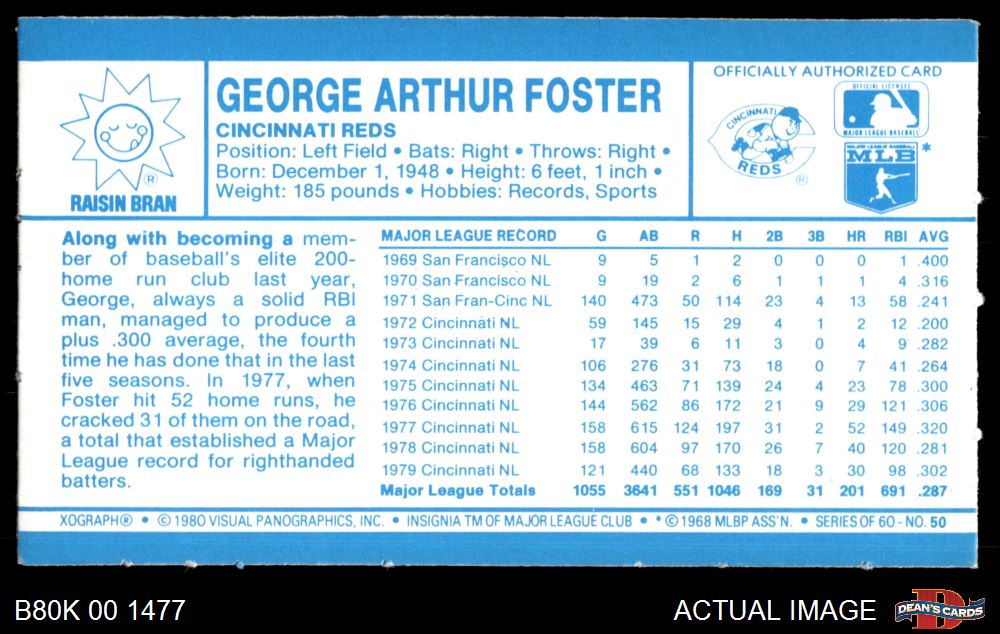 GEORGE ARTHUR FOSTER
CINCINNATI REDS
Position: Left Field • Bats: Right • Throws: Right •
Born: December 1, 1948 • Height: 6 feet, 1 inch •
Weight: 185 pounds • Hobbies: Records, Sports
®
RAISIN BRAN
OFFICIALLY AUTHORIZED CARD
CINCINNATI
REDS
®
OFFICIAL LICENSEE
MAJOR LEAGUE BASEBALL
MAJOR LEAGUE BASEBALL
MLB *
Along with becoming a mem-
ber of baseball's elite 200-
home run club last year,
George, always a solid RBI
man, managed to produce a
plus .300 average, the fourth
time he has done that in the last
five seasons. In 1977, when
Foster hit 52 home runs, he
cracked 31 of them on the road,
a total that established a Major
League record for righthanded
batters.
MAJOR LEAGUE RECORD G AB R H 2B 3B HR RBI AVG
1969 San Francisco NL 9 5 1 2 0 0 0 1 .400
1970 San Francisco NL 9 19 2 6 1 1 1 4 .316
1971 San Fran-Cinc NL 140 473 50 114 23 4 13 58 .241
1972 Cincinnati NL 59 145 15 29 4 1 2 12 .200
1973 Cincinnati NL 17 39 6 11 3 0 4 9 .282
1974 Cincinnati NL 106 276 31 73 18 0 7 41 .264
1975 Cincinnati NL 134 463 71 139 24 4 23 78 .300
1976 Cincinnati NL 144 562 86 172 21 9 29 121 .306
1977 Cincinnati NL 158 615 124 197 31 2 52 149 .320
1978 Cincinnati NL 158 604 97 170 26 7 40 120 .281
1979 Cincinnati NL 121 440 68 133 18 3 30 98 .302
Major League Totals 1055 3641 551 1046 169 31 201 691 .287
XOGRAPH® • © 1980 VISUAL PANOGRAPHICS, INC. • INSIGNIA TM OF MAJOR LEAGUE CLUB • * © 1968 MLBP ASS'N. • SERIES OF 60 - NO. 50
B80K 00 1477
ACTUAL IMAGE
D
DEAN'S CARDS